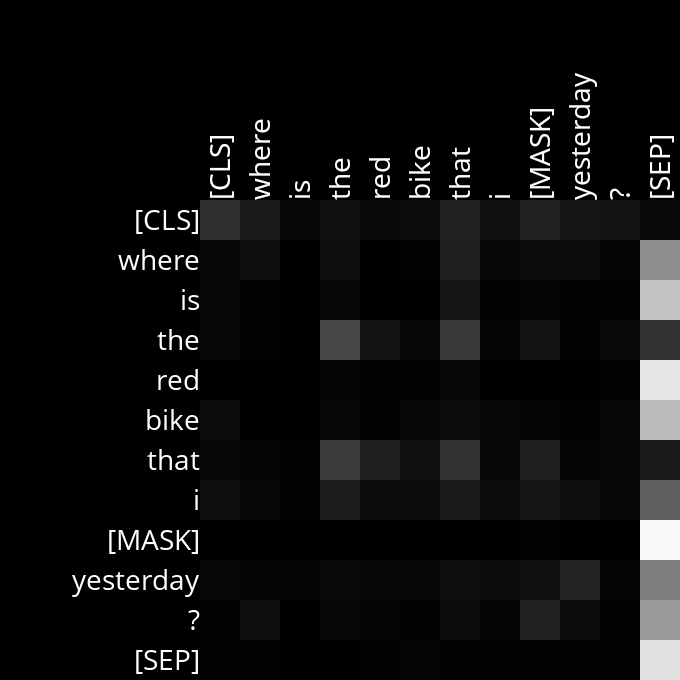 [CLS] where is the red bike that i [MASK] yesterday ? [SEP]
[CLS]
where
is
the
red
bike
that
i
[MASK]
yesterday
?
[SEP]